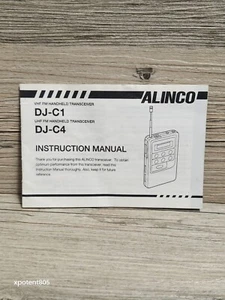 ALINCO
VHF FM HANDHELD TRANSCEIVER
DJ-C1
UHF FM HANDHELD TRANSCEIVER
DJ-C4
INSTRUCTION MANUAL
Thank you for purchasing this ALINCO transceiver. To obtain
optimum performance from this transceiver, read this
Instruction Manual thoroughly. Also, keep it for future
reference.
xpotent805